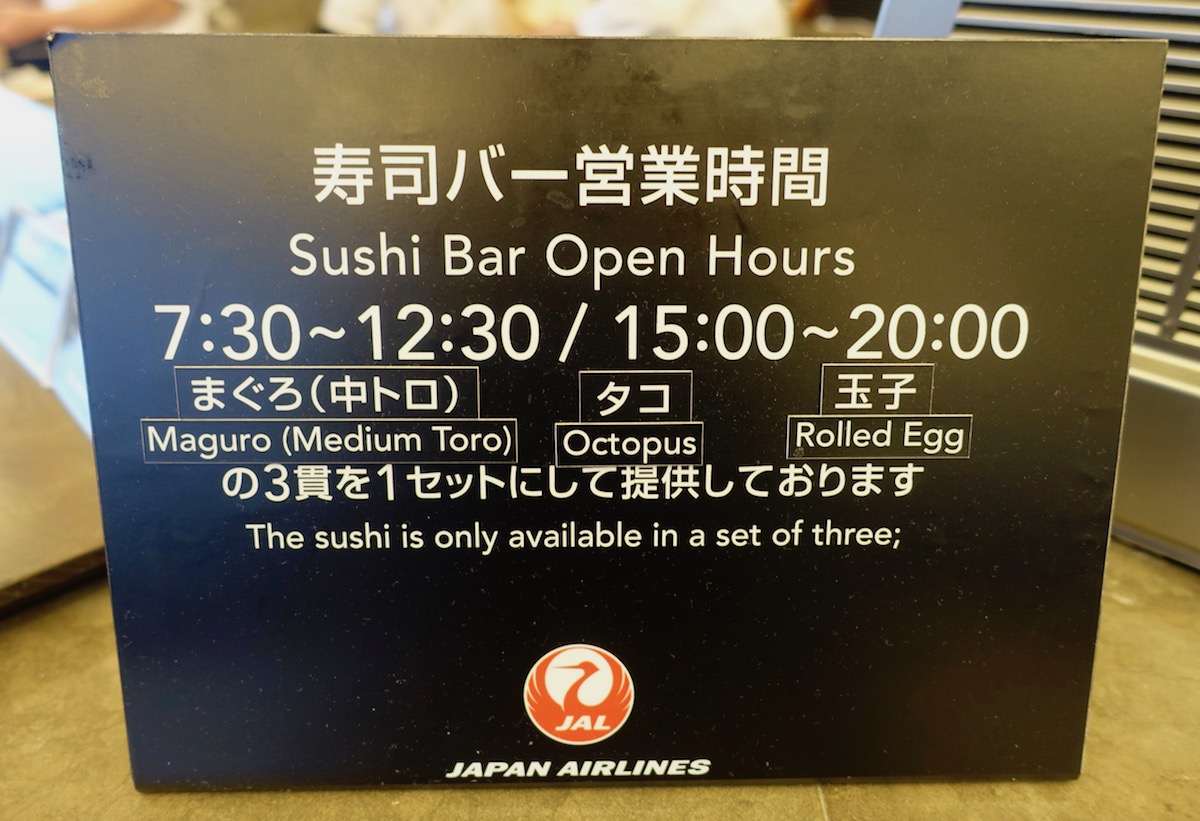 寿司バー営業時間
Sushi Bar Open Hours
7:30~12:30 / 15:00~20:00
まぐろ(中トロ) タコ 玉子
Maguro (Medium Toro) Octopus Rolled Egg
の3貫を1セットにして提供しております
The sushi is only available in a set of three;
JAL
JAPAN AIRLINES